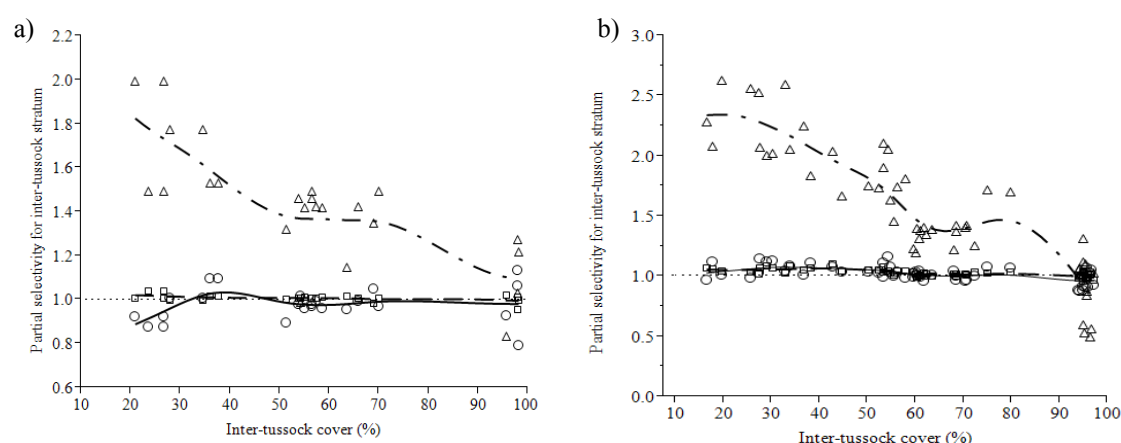 a)
Partial selectivity for inter-tussock stratum
2.2
2.0
1.8
1.6
1.4
1.2
1.0
0.8
0.6
10 20 30 40 50 60 70 80 90 100
Inter-tussock cover (%)
b)
Partial selectivity for inter-tussock stratum
3.0
2.5
2.0
1.5
1.0
0.5
0.0
10 20 30 40 50 60 70 80 90 100
Inter-tussock cover (%)